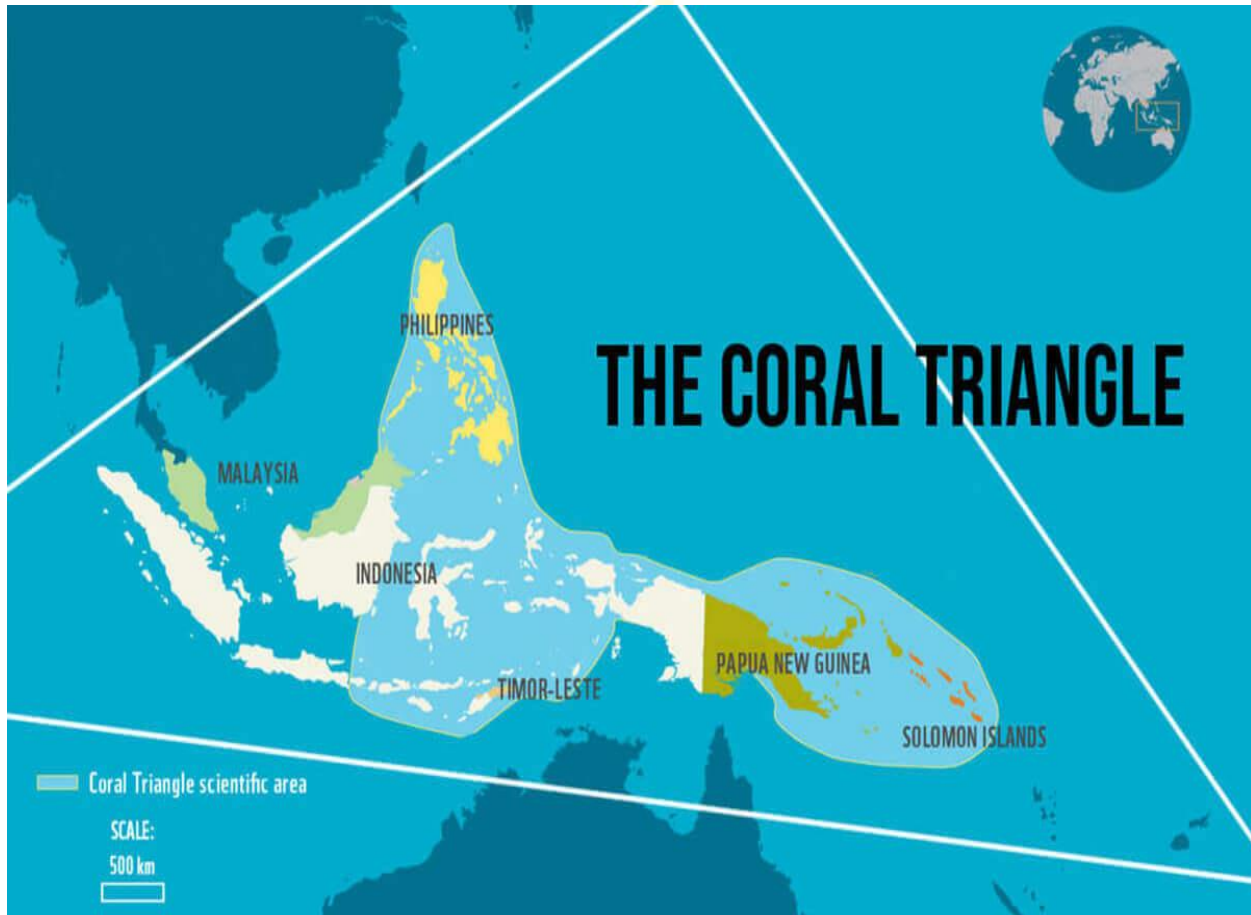 PHILIPPINES
THE CORAL TRIANGLE
MALAYSIA
INDONESIA
PAPUA NEW GUINEA
TIMOR-LESTE
SOLOMON ISLANDS
Coral Triangle scientific area
SCALE:
500 km